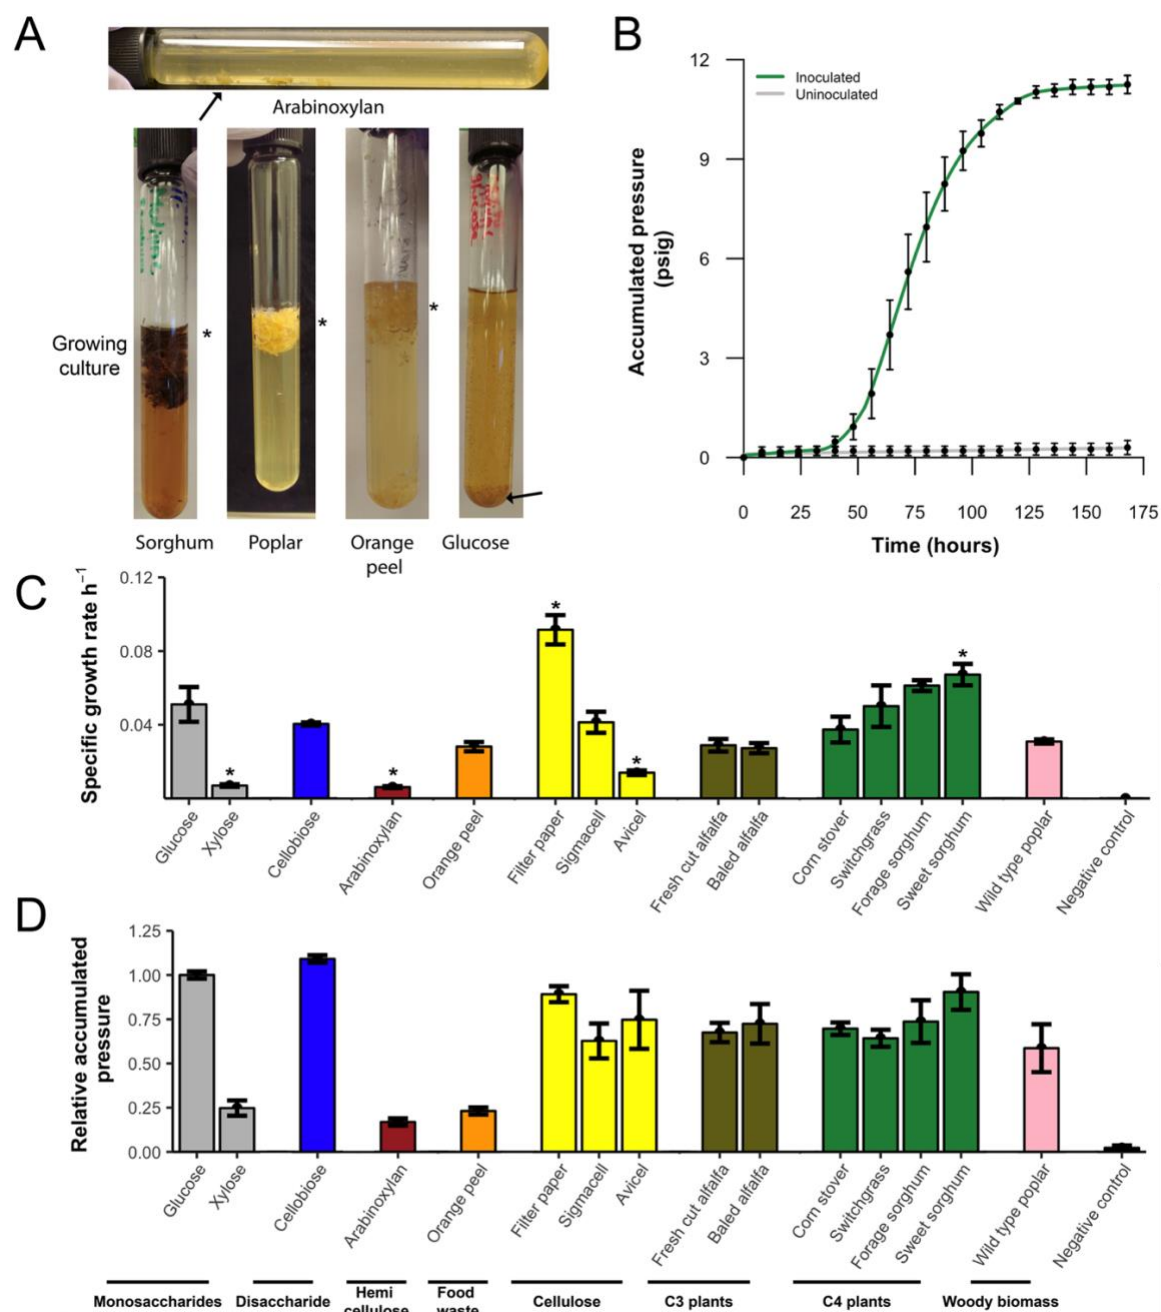 A
Arabinoxylan
Growing
culture
*
*
*
Sorghum
Poplar
Orange
peel
Glucose
B
Accumulated pressure
(psig)
12
9
6
3
0
Inoculated
Uninoculated
0 25 50 75 100 125 150 175
Time (hours)
C
Specific growth rate h⁻¹
0.12
0.08
0.04
* * * * *
Glucose
Xylose
Cellobiose
Arabinoxylan
Orange peel
Filter paper
Sigmacell
Avicel
Fresh cut alfalfa
Baled alfalfa
Corn stover
Switchgrass
Forage sorghum
Sweet sorghum
Wild type poplar
Negative control
D
Relative accumulated
pressure
1.25
1.00
0.75
0.50
0.25
0.00
Glucose
Xylose
Cellobiose
Arabinoxylan
Orange peel
Filter paper
Sigmacell
Avicel
Fresh cut alfalfa
Baled alfalfa
Corn stover
Switchgrass
Forage sorghum
Sweet sorghum
Wild type poplar
Negative control
Monosaccharides
Disaccharide
Hemi
cellulose
Food
waste
Cellulose
C3 plants
C4 plants
Woody biomass